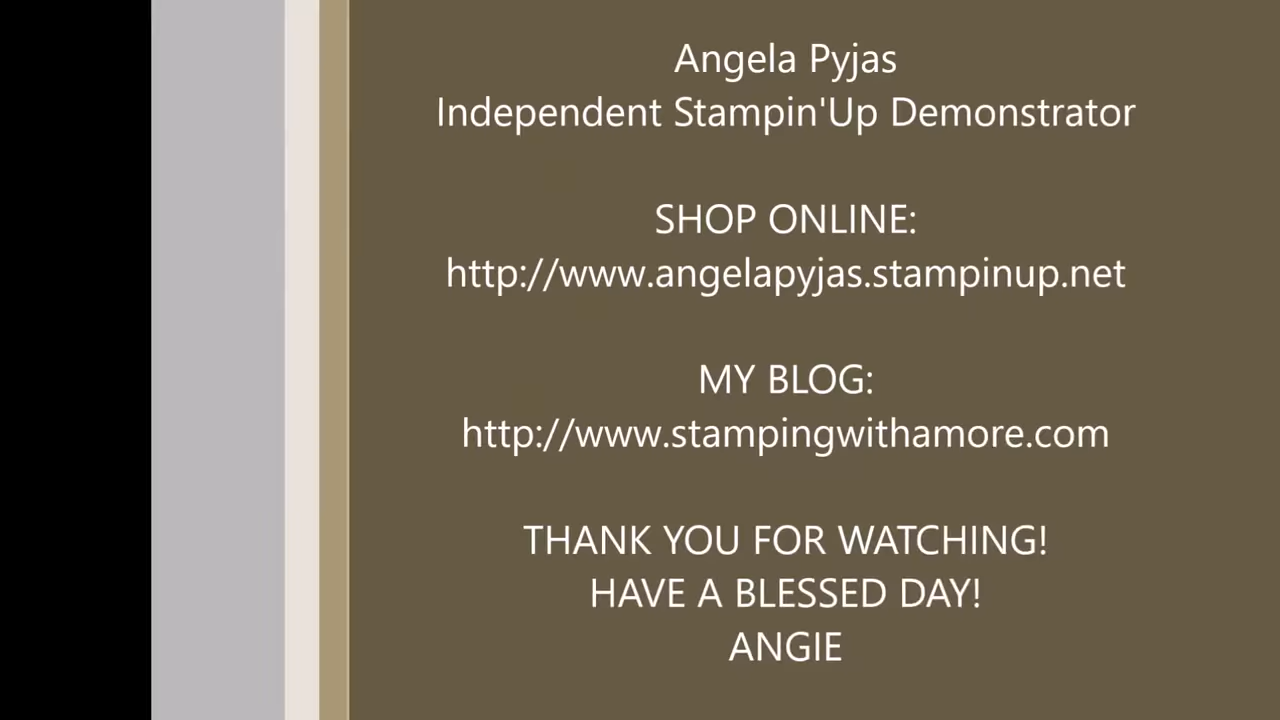 Angela Pyjas
Independent Stampin'Up Demonstrator
SHOP ONLINE:
http://www.angelapyjas.stampinup.net
MY BLOG:
http://www.stampingwithamore.com
THANK YOU FOR WATCHING!
HAVE A BLESSED DAY!
ANGIE